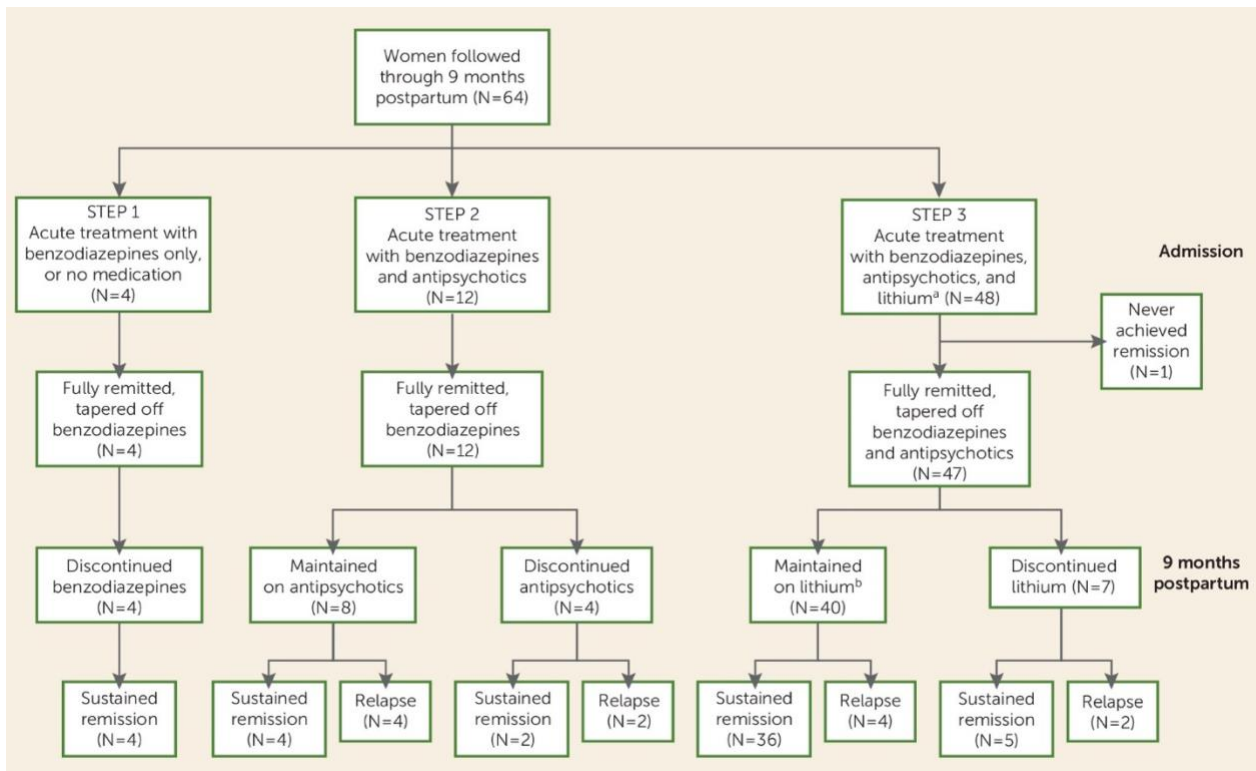 Women followed
through 9 months
postpartum (N=64)
STEP 1
Acute treatment with
benzodiazepines only,
or no medication
(N=4)
STEP 2
Acute treatment
with benzodiazepines
and antipsychotics
(N=12)
STEP 3
Acute treatment
with benzodiazepines,
antipsychotics, and
lithiumᵃ (N=48)
Admission
Never
achieved
remission
(N=1)
Fully remitted,
tapered off
benzodiazepines
(N=4)
Fully remitted,
tapered off
benzodiazepines
(N=12)
Fully remitted,
tapered off
benzodiazepines
and antipsychotics
(N=47)
Discontinued
benzodiazepines
(N=4)
Maintained
on antipsychotics
(N=8)
Discontinued
antipsychotics
(N=4)
Maintained
on lithiumᵇ
(N=40)
Discontinued
lithium (N=7)
9 months
postpartum
Sustained
remission
(N=4)
Sustained
remission
(N=4)
Relapse
(N=4)
Sustained
remission
(N=2)
Relapse
(N=2)
Sustained
remission
(N=36)
Relapse
(N=4)
Sustained
remission
(N=5)
Relapse
(N=2)